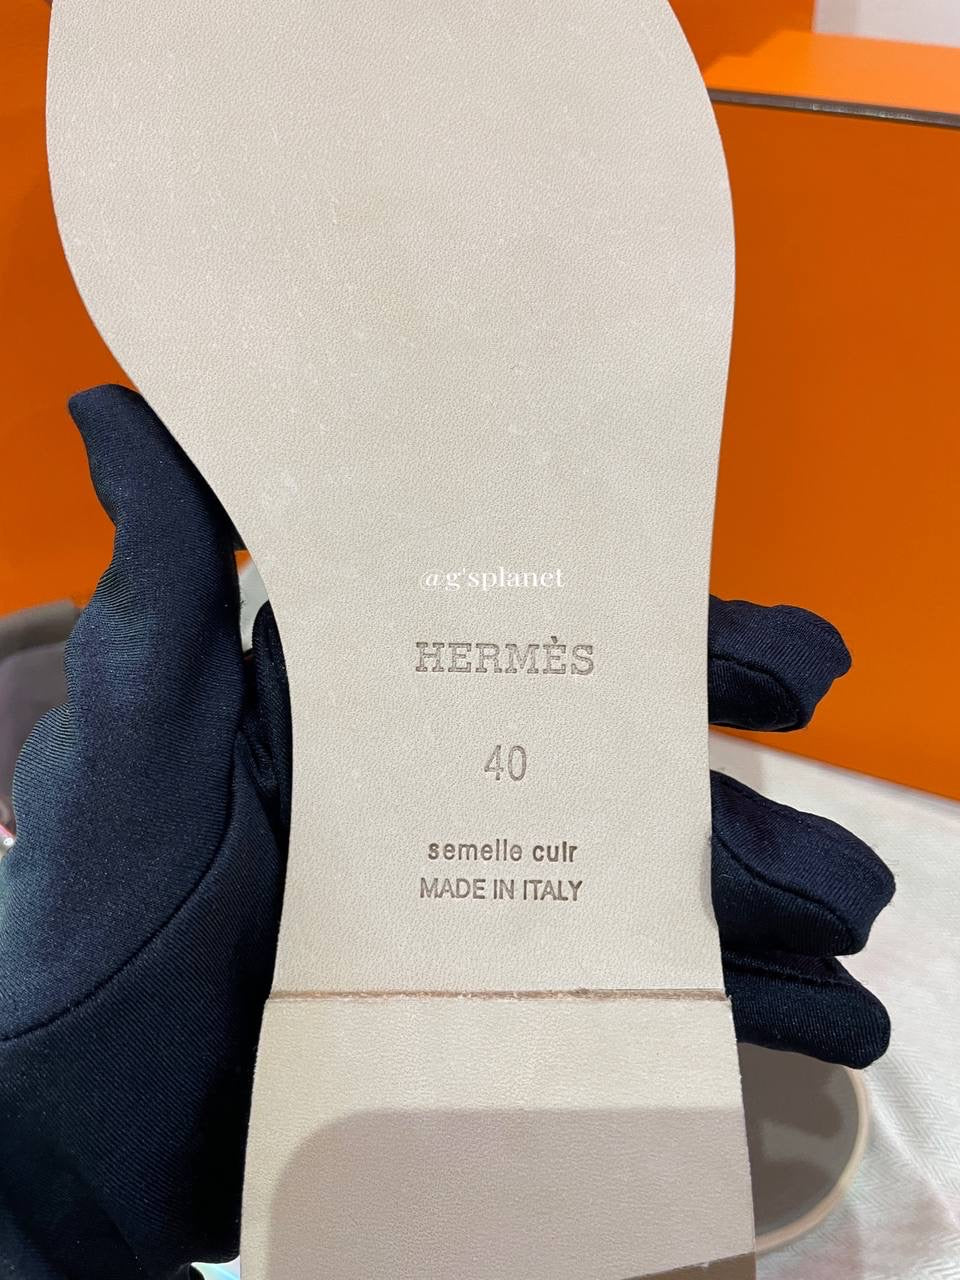 @g'splanet
HERMÈS
40
semelle cuir
MADE IN ITALY